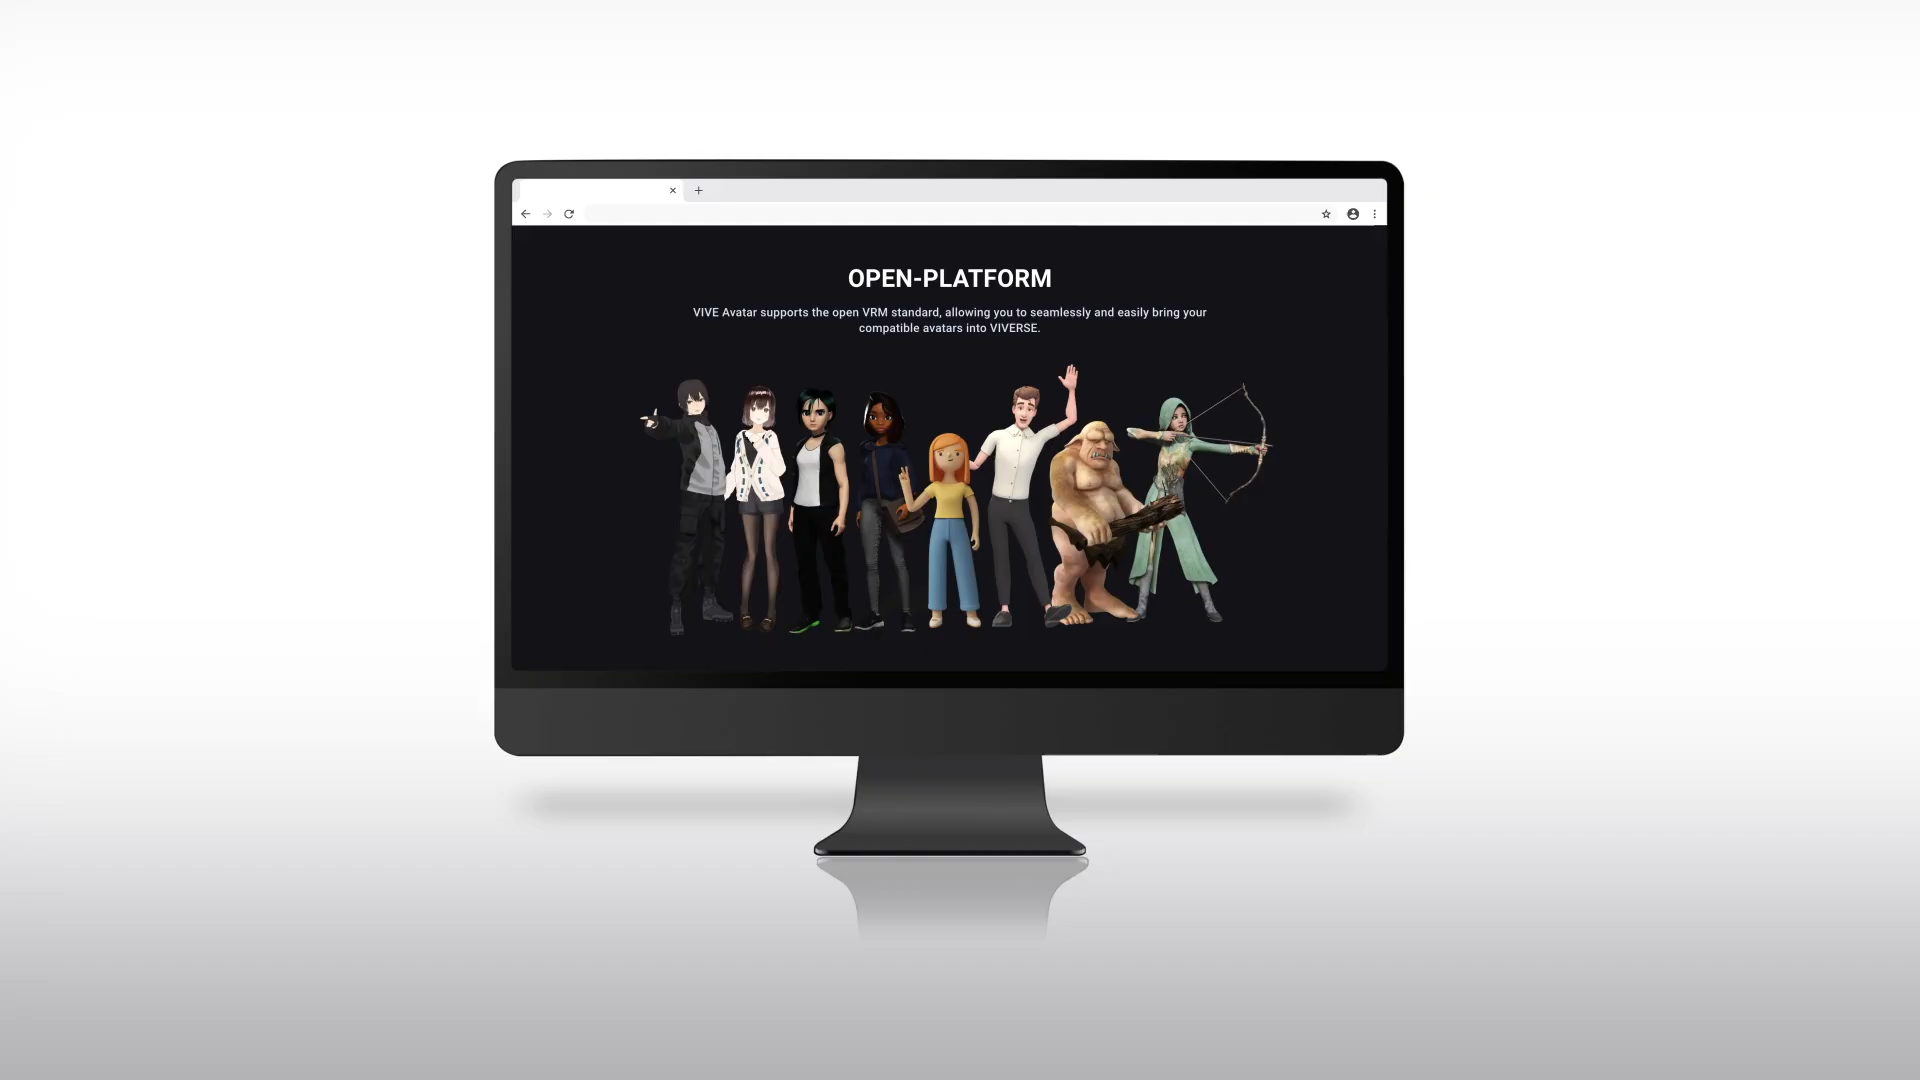 OPEN-PLATFORM
VIVE Avatar supports the open VRM standard, allowing you to seamlessly and easily bring your
compatible avatars into VIVERSE.